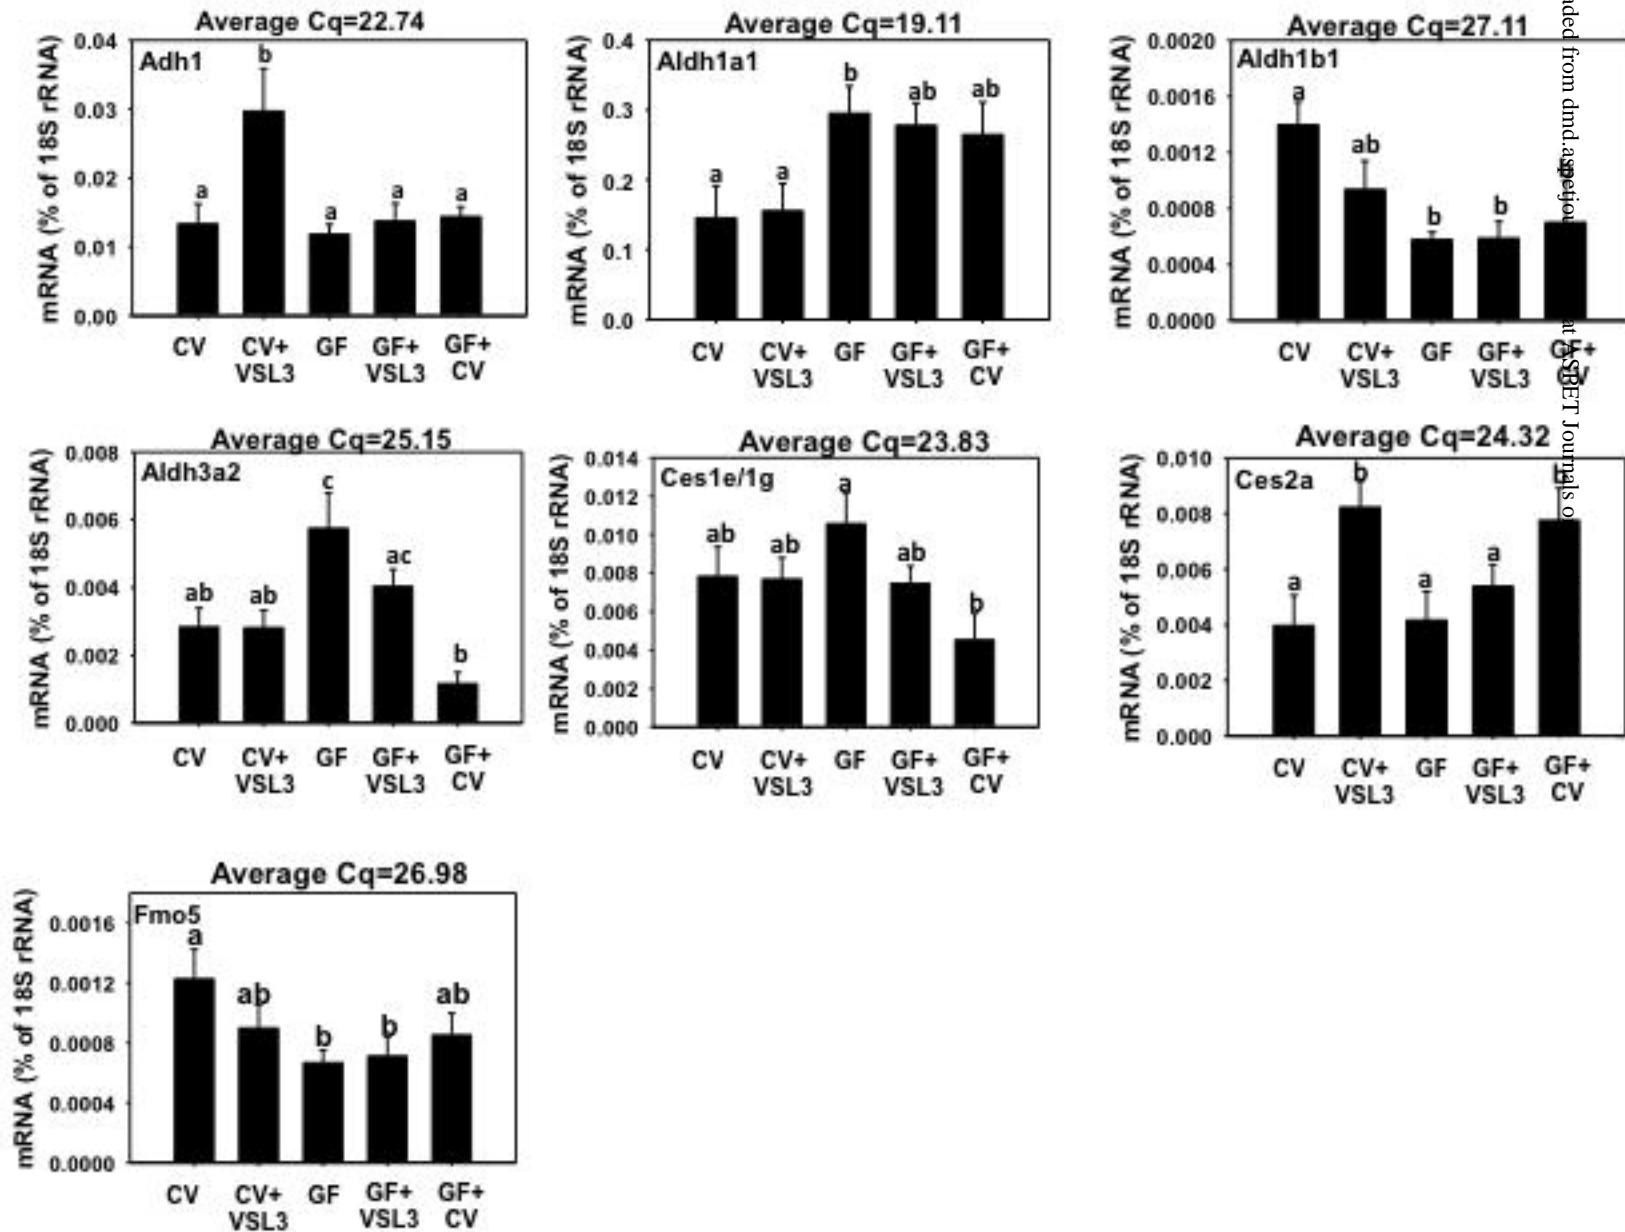 Average Cq=22.74
Adh1
mRNA (% of 18S rRNA)
0.04
0.03
0.02
0.01
0.00
a
b
a
a
a
CV
CV+
VSL3
GF
GF+
VSL3
GF+
CV
Average Cq=19.11
Aldh1a1
mRNA (% of 18S rRNA)
0.4
0.3
0.2
0.1
0.0
a
a
b
ab
ab
CV
CV+
VSL3
GF
GF+
VSL3
GF+
CV
Average Cq=27.11
Aldh1b1
mRNA (% of 18S rRNA)
0.0020
0.0016
0.0012
0.0008
0.0004
0.0000
a
ab
b
b
CV
CV+
VSL3
GF
GF+
VSL3
GF+
CV
Average Cq=25.15
Aldh3a2
mRNA (% of 18S rRNA)
0.008
0.006
0.004
0.002
0.000
ab
ab
c
ac
b
CV
CV+
VSL3
GF
GF+
VSL3
GF+
CV
Average Cq=23.83
Ces1e/1g
mRNA (% of 18S rRNA)
0.014
0.012
0.010
0.008
0.006
0.004
0.002
0.000
ab
ab
a
ab
b
CV
CV+
VSL3
GF
GF+
VSL3
GF+
CV
Average Cq=24.32
Ces2a
mRNA (% of 18S rRNA)
0.010
0.008
0.006
0.004
0.002
0.000
a
b
a
a
b
CV
CV+
VSL3
GF
GF+
VSL3
GF+
CV
Average Cq=26.98
Fmo5
mRNA (% of 18S rRNA)
0.0016
0.0012
0.0008
0.0004
0.0000
a
ab
b
b
ab
CV
CV+
VSL3
GF
GF+
VSL3
GF+
CV
from at ASPET Journals